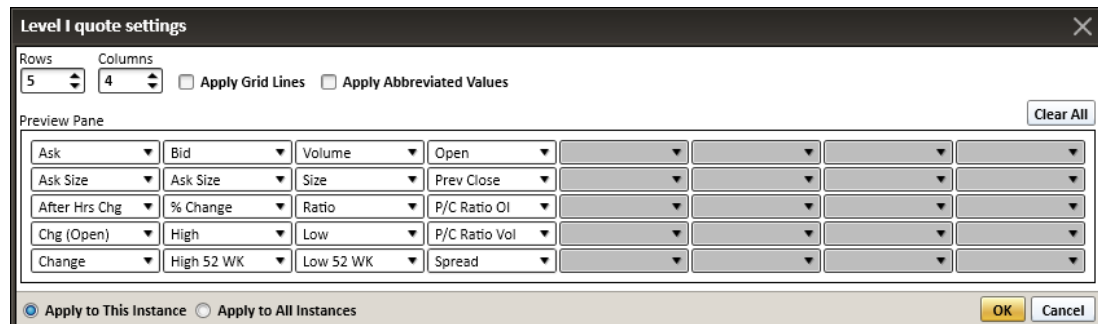 Level I quote settings
Rows Columns
5 4 Apply Grid Lines Apply Abbreviated Values
Clear All
Preview Pane
Ask Bid Volume Open
Ask Size Ask Size Size Prev Close
After Hrs Chg % Change Ratio P/C Ratio OI
Chg (Open) High Low P/C Ratio Vol
Change High 52 WK Low 52 WK Spread
Apply to This Instance Apply to All Instances OK Cancel